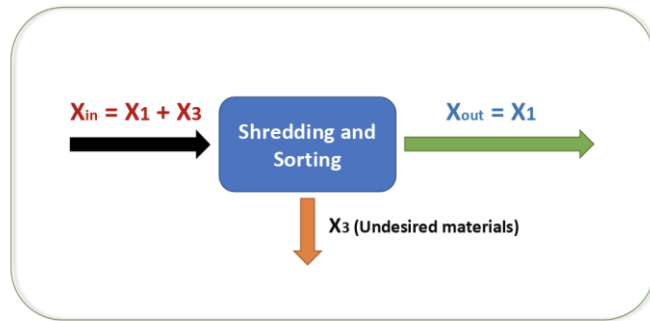 Xin = X1 + X3
Shredding and
Sorting
Xout = X1
X3 (Undesired materials)